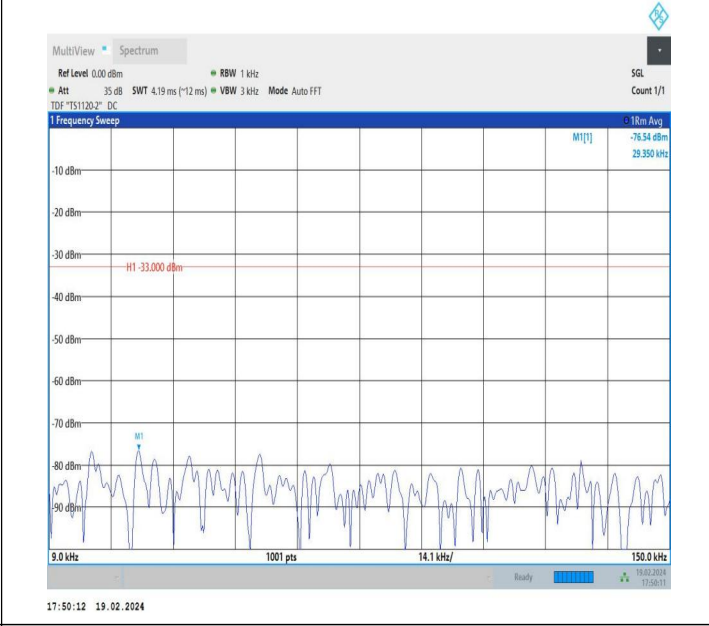 MultiView Spectrum
Ref Level 0.00 dBm RBW 1 kHz SGL
Att 35 dB SWT 4.19 ms (~12 ms) VBW 3 kHz Mode Auto FFT Count 1/1
TDF "TS1120-2" DC
1 Frequency Sweep 1Rm Avg
M1[1] -76.54 dBm
29.350 kHz
-10 dBm
-20 dBm
-30 dBm
H1 -33.000 dBm
-40 dBm
-50 dBm
-60 dBm
-70 dBm
M1
-80 dBm
-90 dBm
9.0 kHz 1001 pts 14.1 kHz/ 150.0 kHz
Ready 19.02.2024
17:50:11
17:50:12 19.02.2024